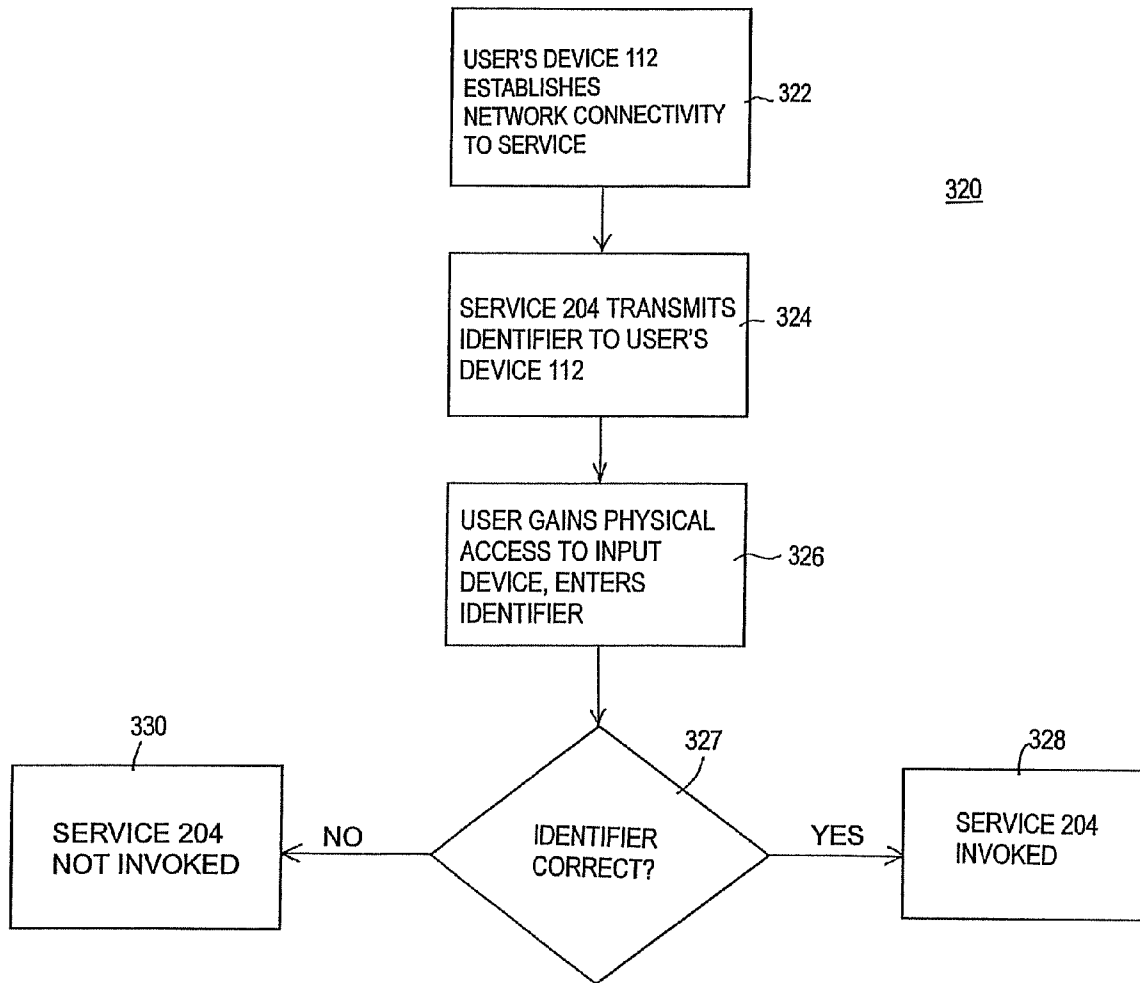 USER'S DEVICE 112
ESTABLISHES
NETWORK CONNECTIVITY
TO SERVICE
322
320
SERVICE 204 TRANSMITS
IDENTIFIER TO USER'S
DEVICE 112
324
USER GAINS PHYSICAL
ACCESS TO INPUT
DEVICE, ENTERS
IDENTIFIER
326
330
327
328
SERVICE 204
NOT INVOKED
NO
IDENTIFIER
CORRECT?
YES
SERVICE 204
INVOKED